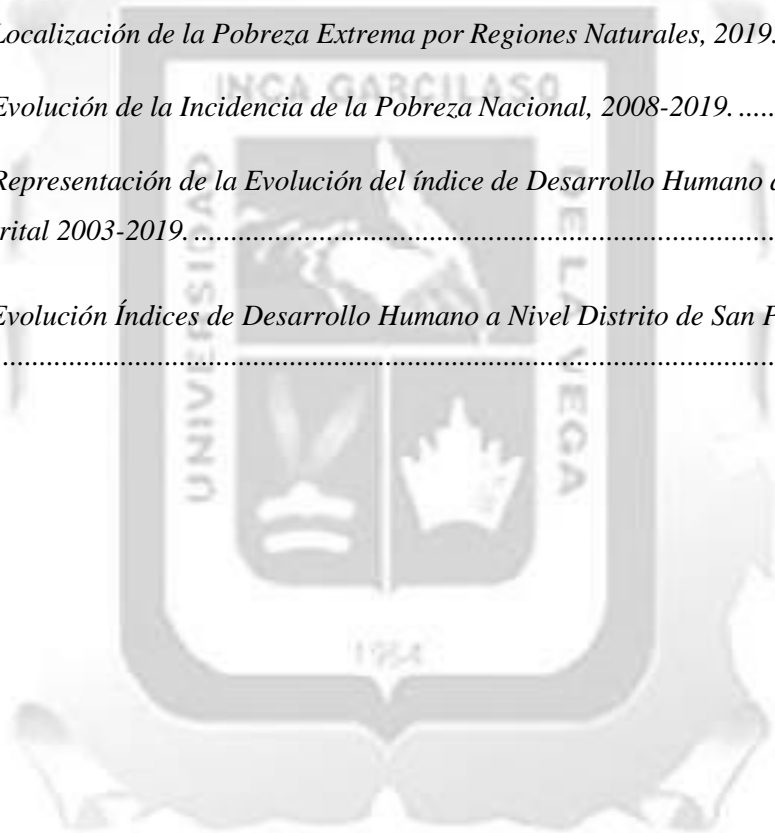 Localización de la Pobreza Extrema por Regiones Naturales, 2019.
INCA GARCILASO
Evolución de la Incidencia de la Pobreza Nacional, 2008-2019. .....
Representación de la Evolución del índice de Desarrollo Humano
rital 2003-2019. ........................................................................
Evolución Índices de Desarrollo Humano a Nivel Distrito de San
........................................................................................................
UNIVERSIDAD
DE LA VEGA
1964